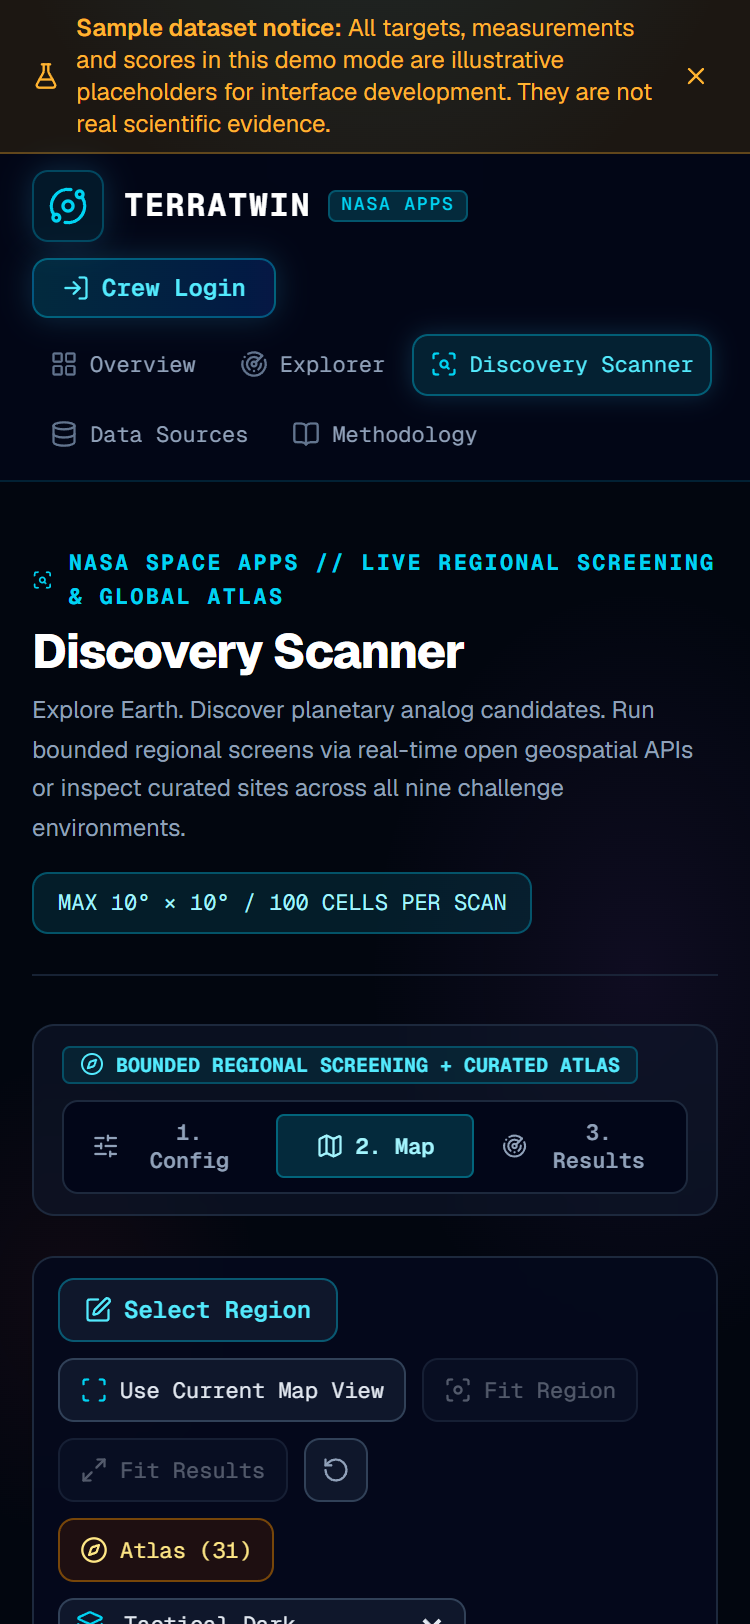 Sample dataset notice: All targets, measurements
and scores in this demo mode are illustrative
placeholders for interface development. They are not
real scientific evidence.
TERRATWIN
NASA APPS
Crew Login
Overview
Explorer
Discovery Scanner
Data Sources
Methodology
NASA SPACE APPS // LIVE REGIONAL SCREENING
& GLOBAL ATLAS
Discovery Scanner
Explore Earth. Discover planetary analog candidates. Run
bounded regional screens via real-time open geospatial APIs
or inspect curated sites across all nine challenge
environments.
MAX 10° × 10° / 100 CELLS PER SCAN
BOUNDED REGIONAL SCREENING + CURATED ATLAS
1.
Config
2. Map
3.
Results
Select Region
Use Current Map View
Fit Region
Fit Results
Atlas (31)
Tactical Dark